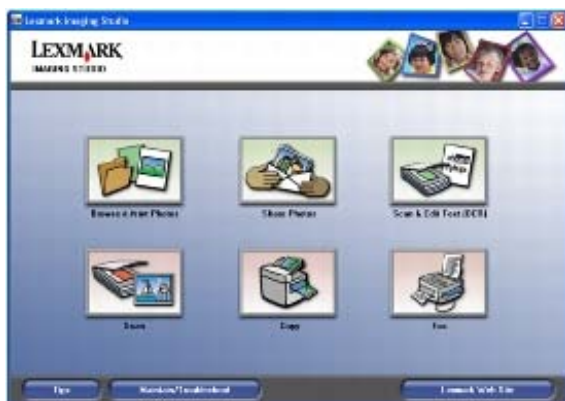 Lexmark Imaging Studio
LEXMARK
IMAGING STUDIO
Browse & Print Photos
Share Photos
Scan & Edit Text (OCR)
Scan
Copy
Fax
Tips
Maintain/Troubleshoot
Lexmark Web Site